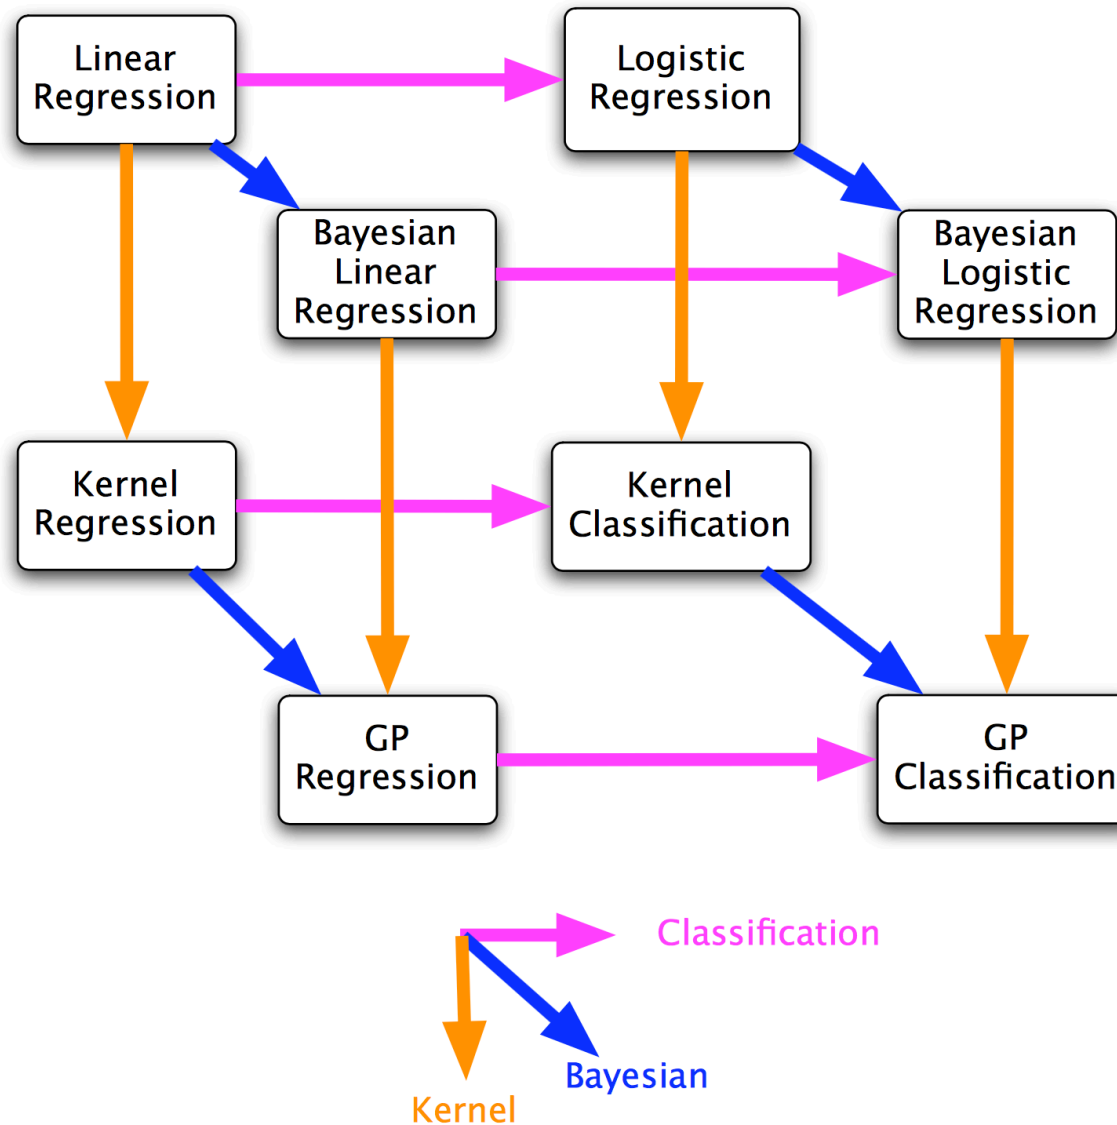 Linear
Regression
Logistic
Regression
Bayesian
Linear
Regression
Bayesian
Logistic
Regression
Kernel
Regression
Kernel
Classification
GP
Regression
GP
Classification
Classification
Bayesian
Kernel